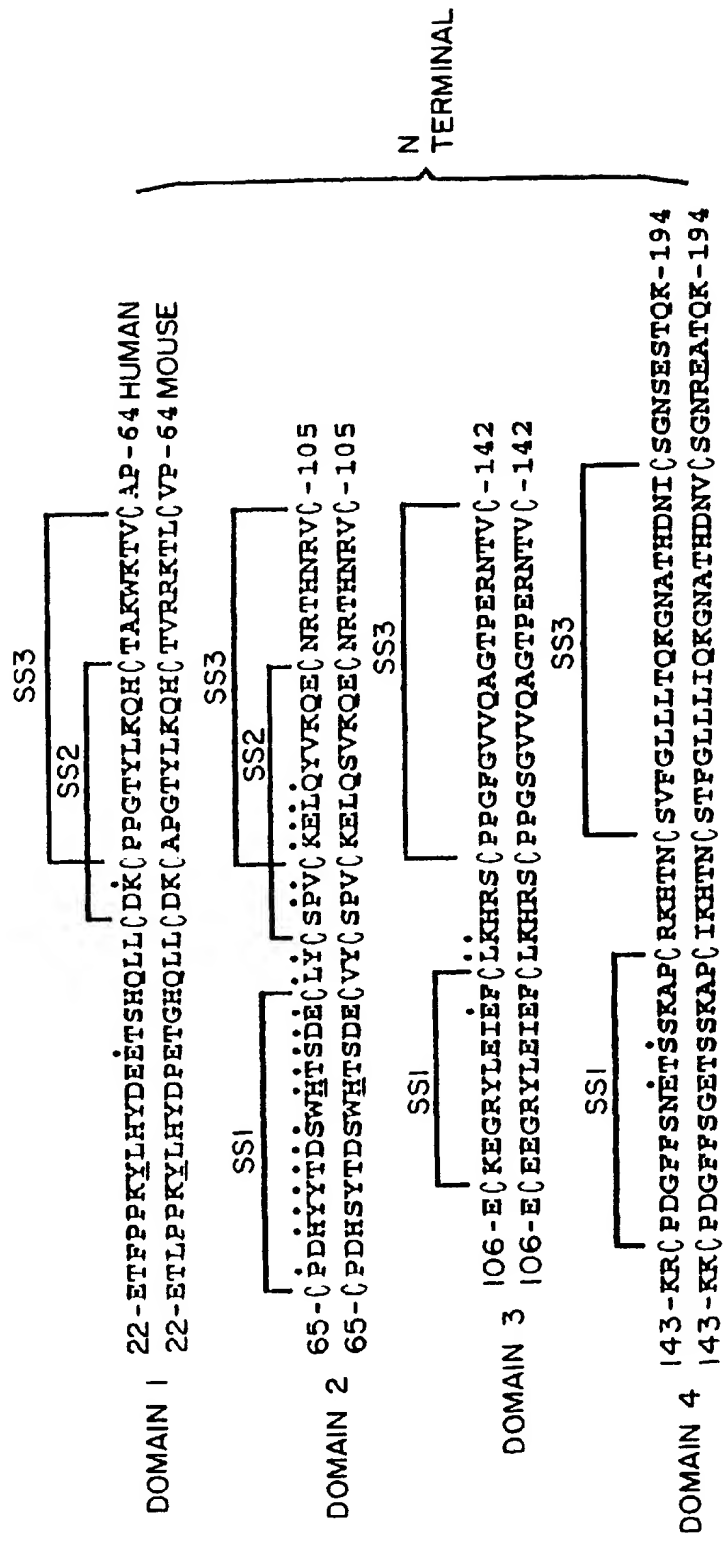 SS3
SS2
22-ETFPPKYLHYDEETSHQLLCDKCPPGTYLKQHCTAKWKTVCAP-64 HUMAN
DOMAIN 1
22-ETLPPKYLHYDPETGHQLLCDKCAPGTYLKQHCTVRRKTLCVP-64 MOUSE
SS3
SS1
SS2
65-CPDHYYTDSWHTSDECLYCSPVCKELQYVKQECNRTHNRVC-105
DOMAIN 2
65-CPDHSYTDSWHTSDECVYCSPVCKELQSVKQECNRTHNRVC-105
N
TERMINAL
SS1
SS3
106-ECKEGRYLEIEFCLKHRSCPPGFGVVQAGTPERNTVC-142
DOMAIN 3
106-ECEEGRYLEIEFCLKHRSCPPGSGVVQAGTPERNTVC-142
SS1
SS3
143-KRCPDGFFSNETSSKAPCRKHTNCSVFGLLLTQKGNATHDNICSGNSESTQK-194
DOMAIN 4
143-KKCPDGFFSGETSSKAPCIKHTNCSTFGLLLIQKGNATHDNVCSGNREATQK-194